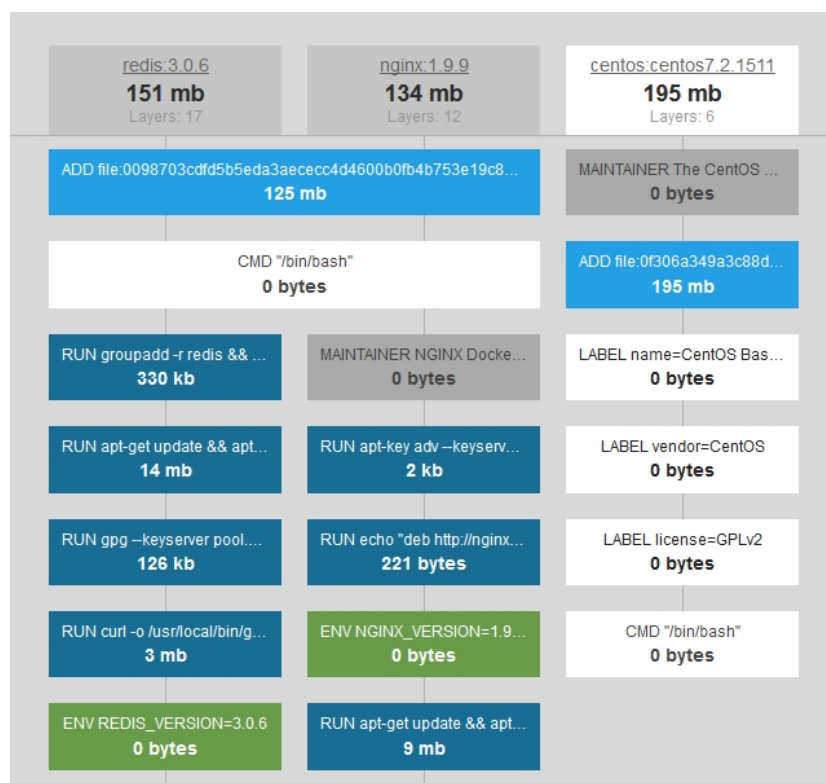 redis:3.0.6
151 mb
Layers: 17
nginx:1.9.9
134 mb
Layers: 12
centos:centos7.2.1511
195 mb
Layers: 6
ADD file:0098703cdfd5b5eda3aececc4d4600b0fb4b753e19c8...
125 mb
MAINTAINER The CentOS ...
0 bytes
CMD "/bin/bash"
0 bytes
ADD file:0f306a349a3c88d...
195 mb
RUN groupadd -r redis && ...
330 kb
MAINTAINER NGINX Docke...
0 bytes
LABEL name=CentOS Bas...
0 bytes
RUN apt-get update && apt...
14 mb
RUN apt-key adv --keyserv...
2 kb
LABEL vendor=CentOS
0 bytes
RUN gpg --keyserver pool....
126 kb
RUN echo "deb http://nginx...
221 bytes
LABEL license=GPLv2
0 bytes
RUN curl -o /usr/local/bin/g...
3 mb
ENV NGINX_VERSION=1.9...
0 bytes
CMD "/bin/bash"
0 bytes
ENV REDIS_VERSION=3.0.6
0 bytes
RUN apt-get update && apt...
9 mb